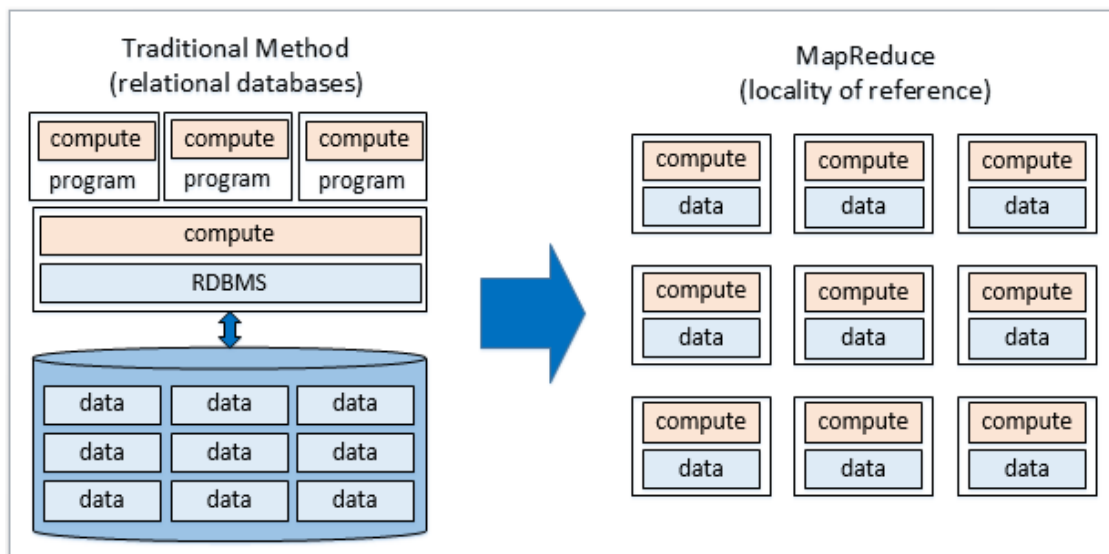 Traditional Method
(relational databases)
compute compute compute
program program program
compute
RDBMS
data data data
data data data
data data data
MapReduce
(locality of reference)
compute compute compute
data data data
compute compute compute
data data data
compute compute compute
data data data